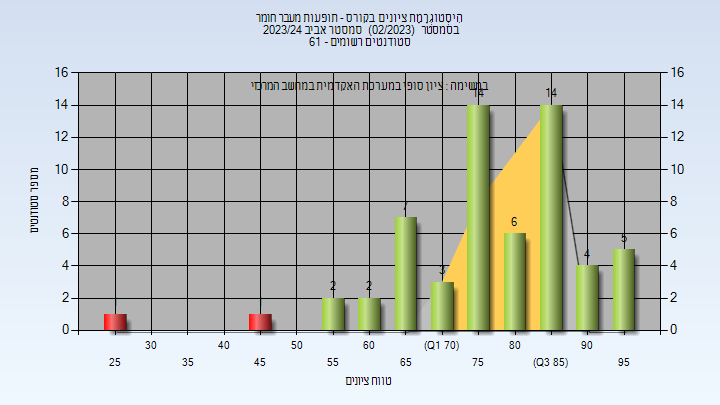 היסטוגרמת ציונים בקורס - תופעות מעבר חומר
בסמסטר (02/2023) סמסטר אביב 2023/24
סטודנטים רשומים - 61
במשימה : ציון סופי במערכת האקדמית במחשב המרכזי
מספר סטודנטים
16 16
14 14
12 12
10 10
8 8
6 6
4 4
2 2
0 0
2 2 7 3 14 6 14 4 5
30 40 50 60 (Q1 70) 80 90
25 35 45 55 65 75 (Q3 85) 95
טווח ציונים